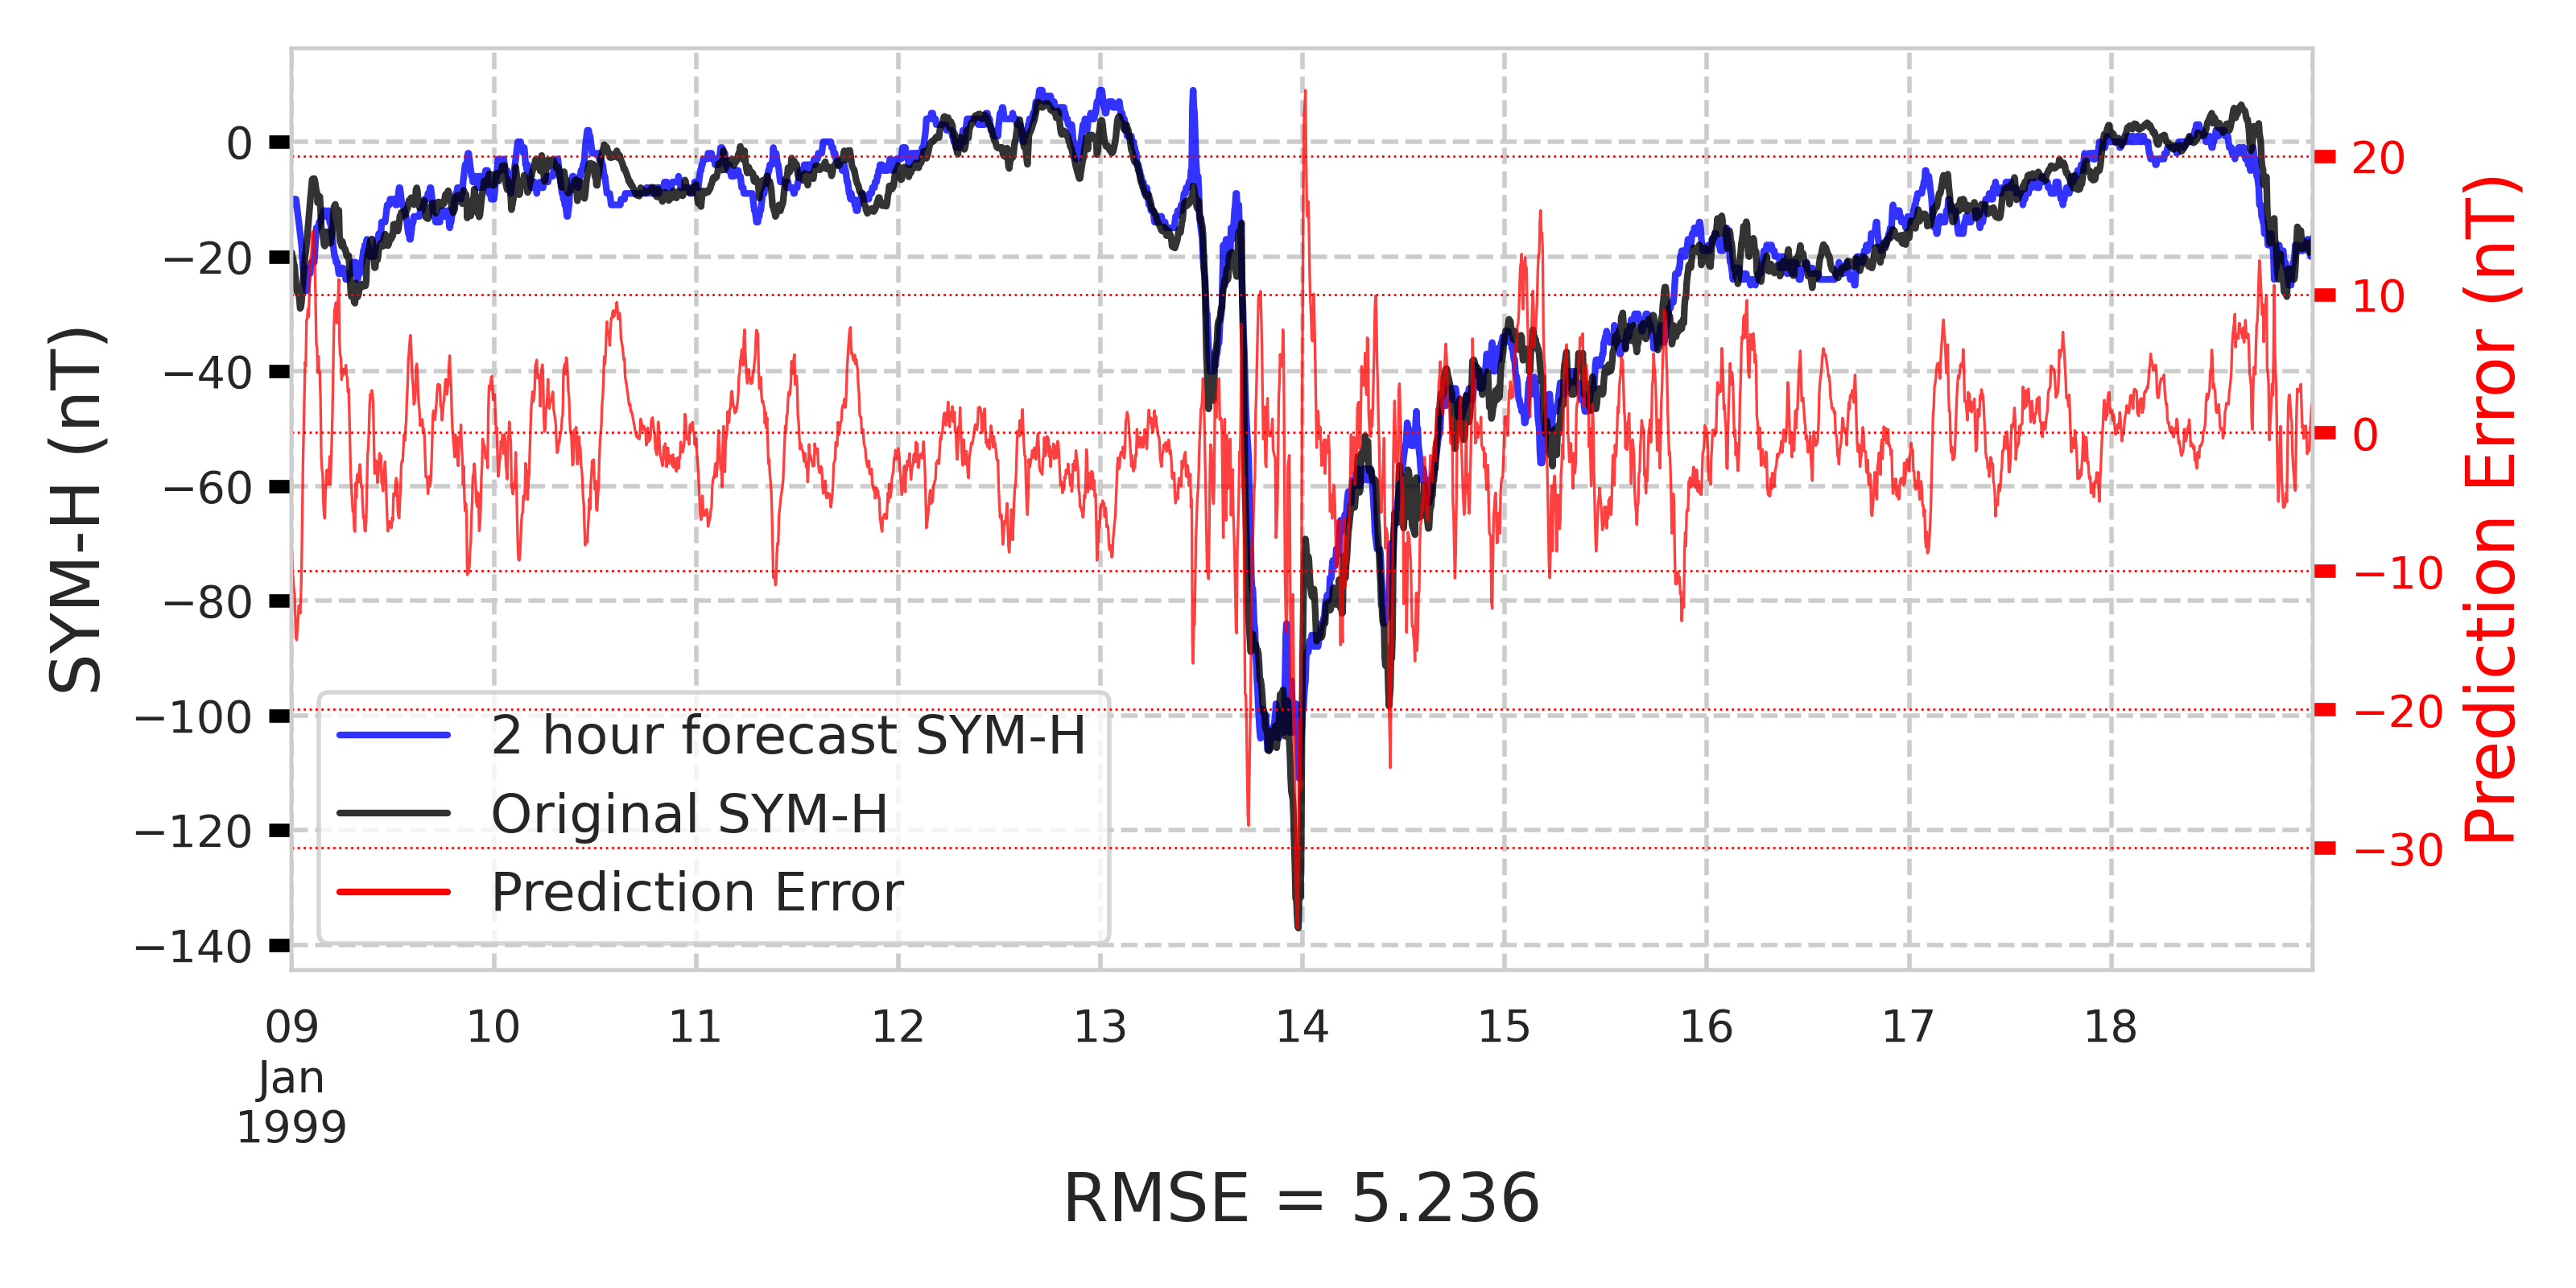 SYM-H (nT)
0
−20
−40
−60
−80
−100
−120
−140
2 hour forecast SYM-H
Original SYM-H
Prediction Error
20
10
0
−10
−20
−30
Prediction Error (nT)
09 10 11 12 13 14 15 16 17 18
Jan
1999
RMSE = 5.236